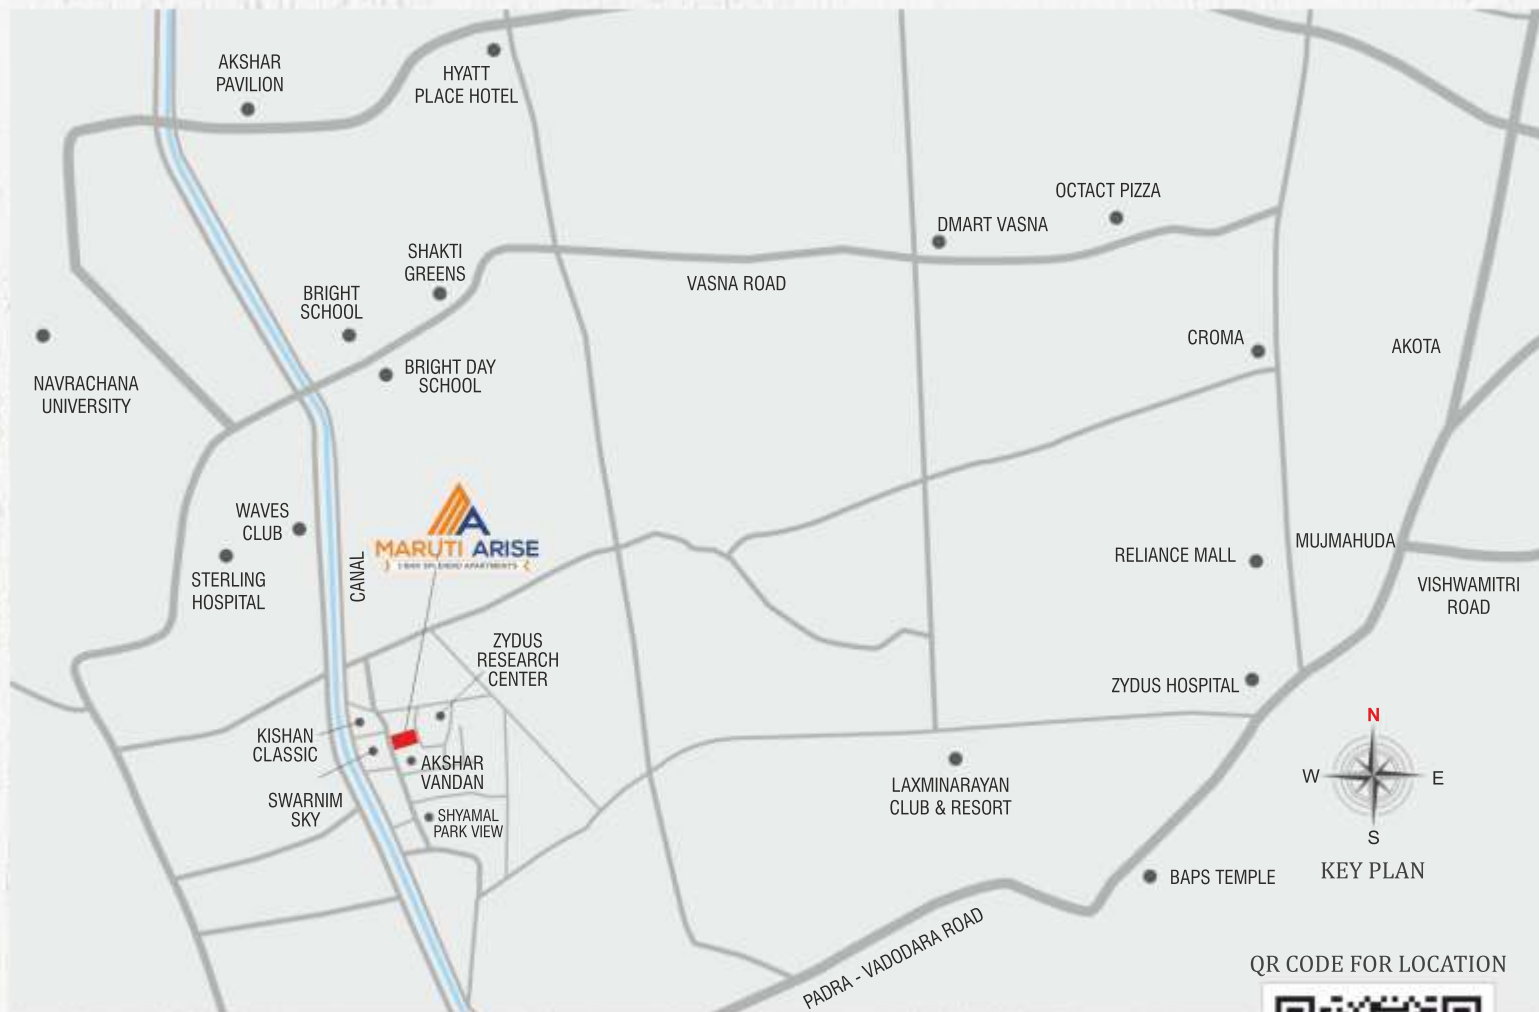 AKSHAR
PAVILION
HYATT
PLACE HOTEL
OCTACT PIZZA
DMART VASNA
SHAKTI
GREENS
VASNA ROAD
BRIGHT
SCHOOL
CROMA
AKOTA
BRIGHT DAY
SCHOOL
NAVRACHANA
UNIVERSITY
WAVES
CLUB
MARUTI ARISE
CANAL
STERLING
HOSPITAL
RELIANCE MALL
MUJMAHUDA
VISHWAMITRI
ROAD
ZYDUS
RESEARCH
CENTER
ZYDUS HOSPITAL
KISHAN
CLASSIC
AKSHAR
VANDAN
SWARNIM
SKY
SHYAMAL
PARK VIEW
LAXMINARAYAN
CLUB & RESORT
N
W E
S
KEY PLAN
BAPS TEMPLE
PADRA - VADODARA ROAD
QR CODE FOR LOCATION